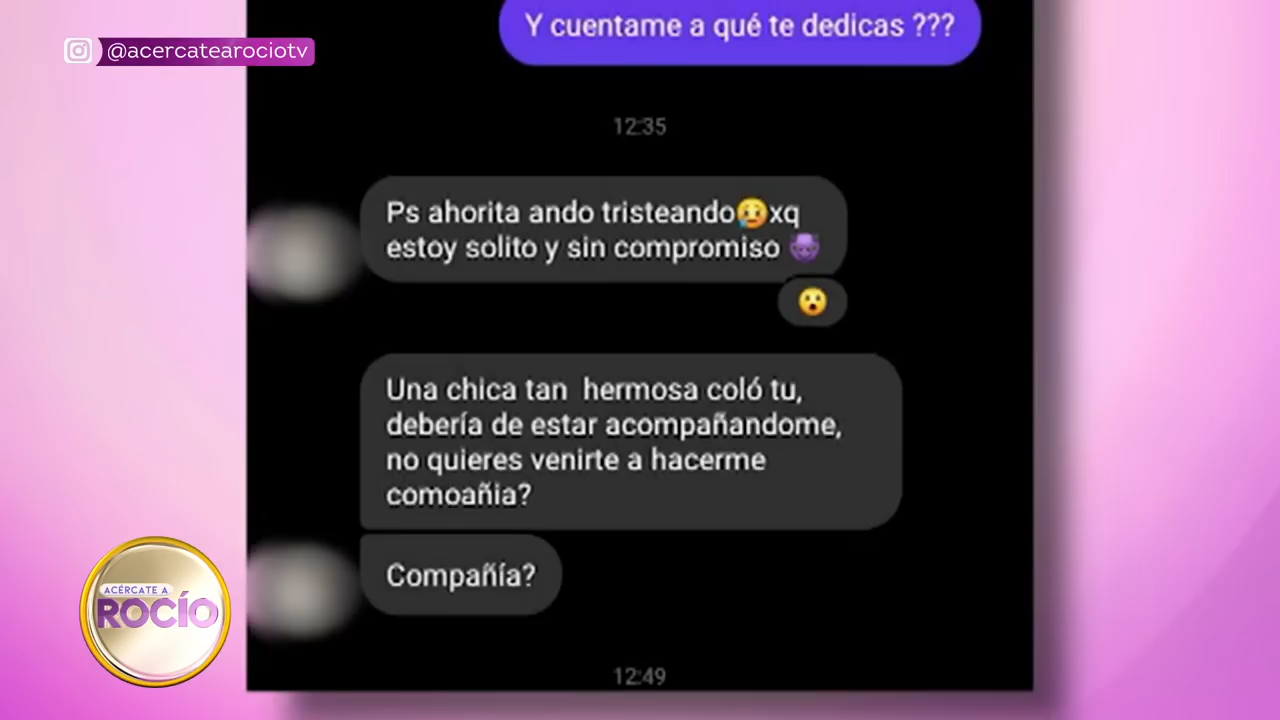 Y cuentame a qué te dedicas ???
@acercatearociotv
12:35
Ps ahorita ando tristeando😢xq
estoy solito y sin compromiso 😈
😮
Una chica tan hermosa coló tu,
debería de estar acompañandome,
no quieres venirte a hacerme
comoañia?
Compañía?
ACÉRCATE A
ROCÍO
12:49